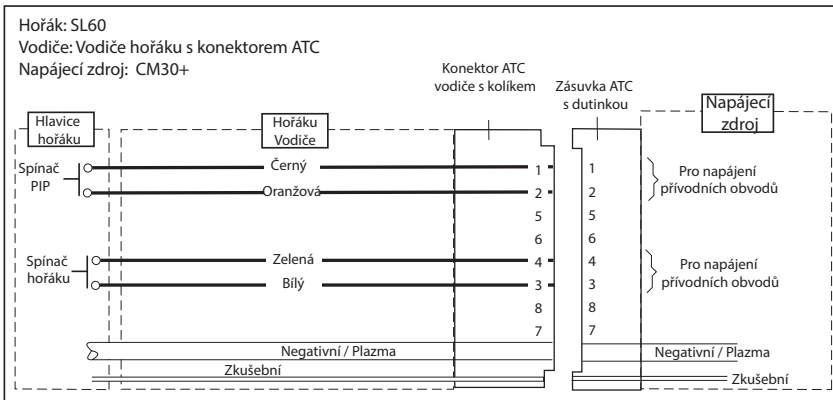 Hořák: SL60
Vodiče: Vodiče hořáku s konektorem ATC
Napájecí zdroj: CM30+
Konektor ATC
vodiče s kolíkem
Zásuvka ATC
s dutinkou
Napájecí
zdroj
Hlavice
hořáku
Hořáku
Vodiče
Spínač
PIP
Černý
Oranžová
1
2
5
6
4
3
8
7
1
2
5
6
4
3
8
7
Pro napájení
přívodních obvodů
Spínač
hořáku
Zelená
Bílý
Pro napájení
přívodních obvodů
Negativní / Plazma
Negativní / Plazma
Zkušební
Zkušební